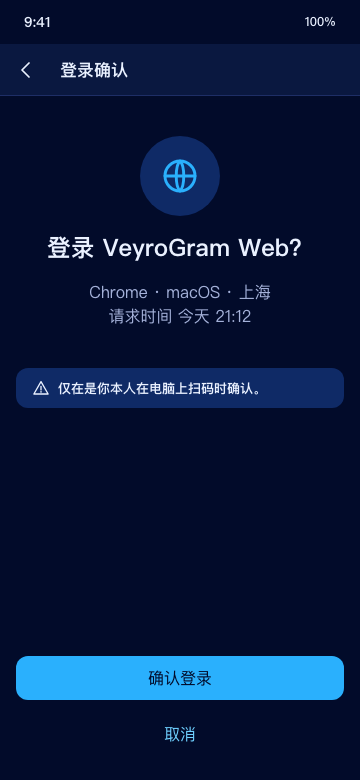 9:41
100%
登录确认
登录 VeyroGram Web?
Chrome · macOS · 上海
请求时间 今天 21:12
仅在是你本人在电脑上扫码时确认。
确认登录
取消